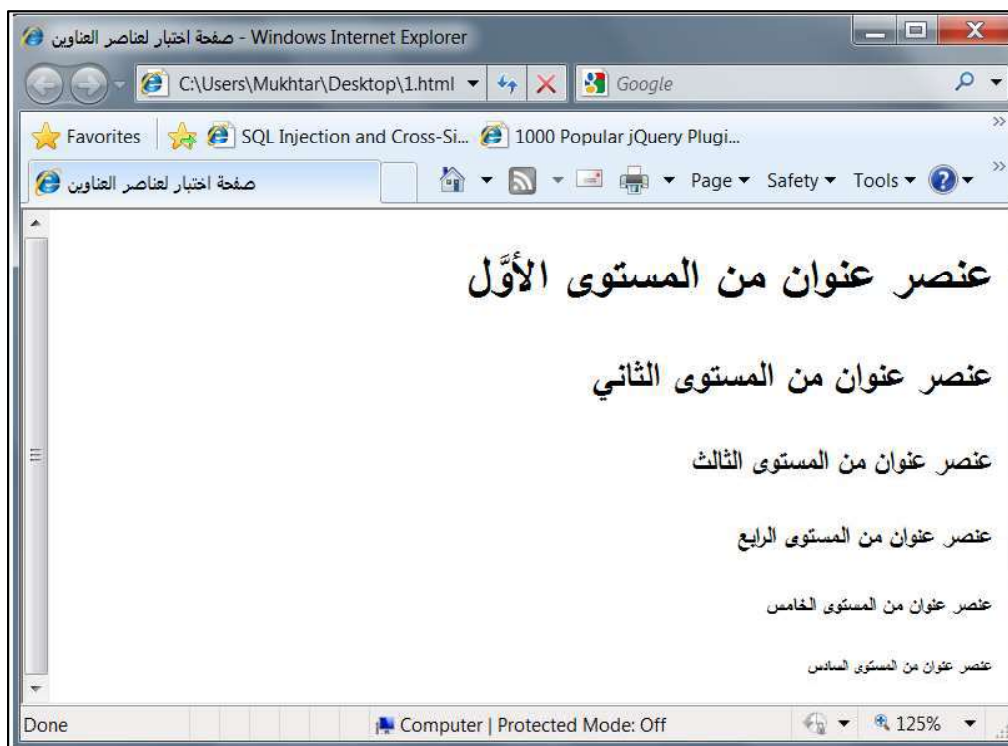 صفحة اختبار لعناصر العناوين - Windows Internet Explorer
C:\Users\Mukhtar\Desktop\1.html
Google
Favorites
SQL Injection and Cross-Si...
1000 Popular jQuery Plugi...
صفحة اختبار لعناصر العناوين
Page Safety Tools
عنصر عنوان من المستوى الأوَّل
عنصر عنوان من المستوى الثاني
عنصر عنوان من المستوى الثالث
عنصر عنوان من المستوى الرابع
عنصر عنوان من المستوى الخامس
عنصر عنوان من المستوى السادس
Done
Computer | Protected Mode: Off
125%